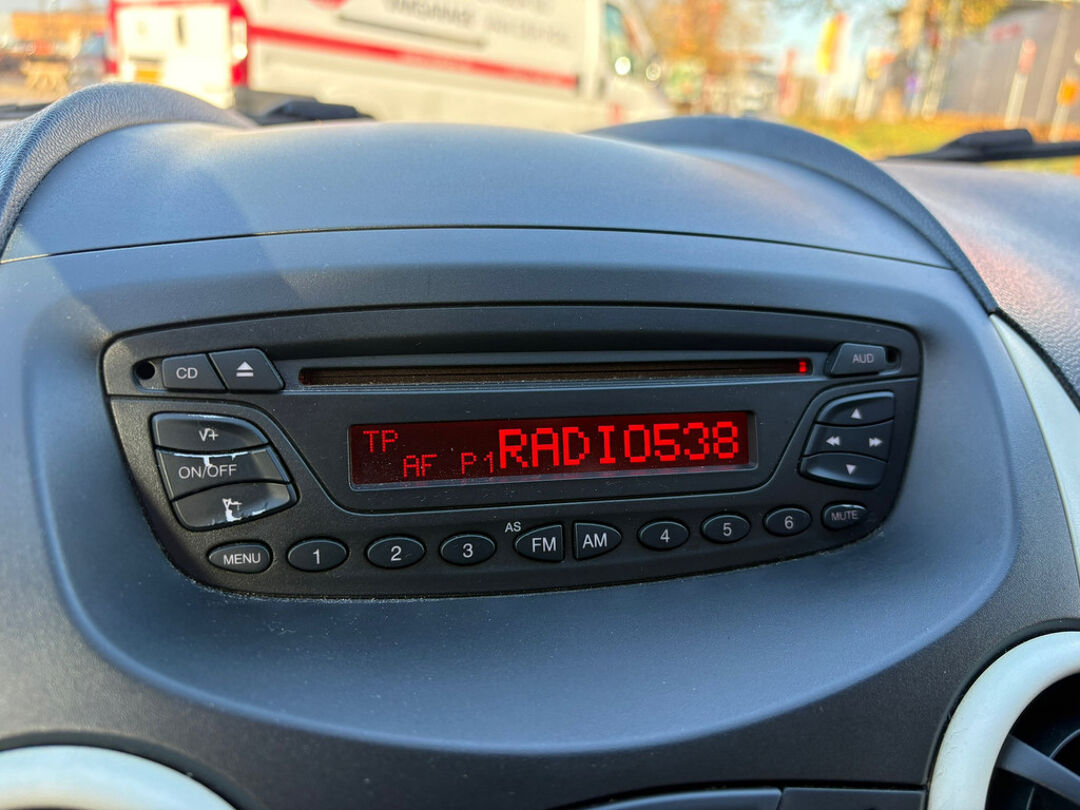 CD
AUD
TP
AF P1 RADIO538
V+
ON/OFF
MENU
1
2
3
AS
FM
AM
4
5
6
MUTE